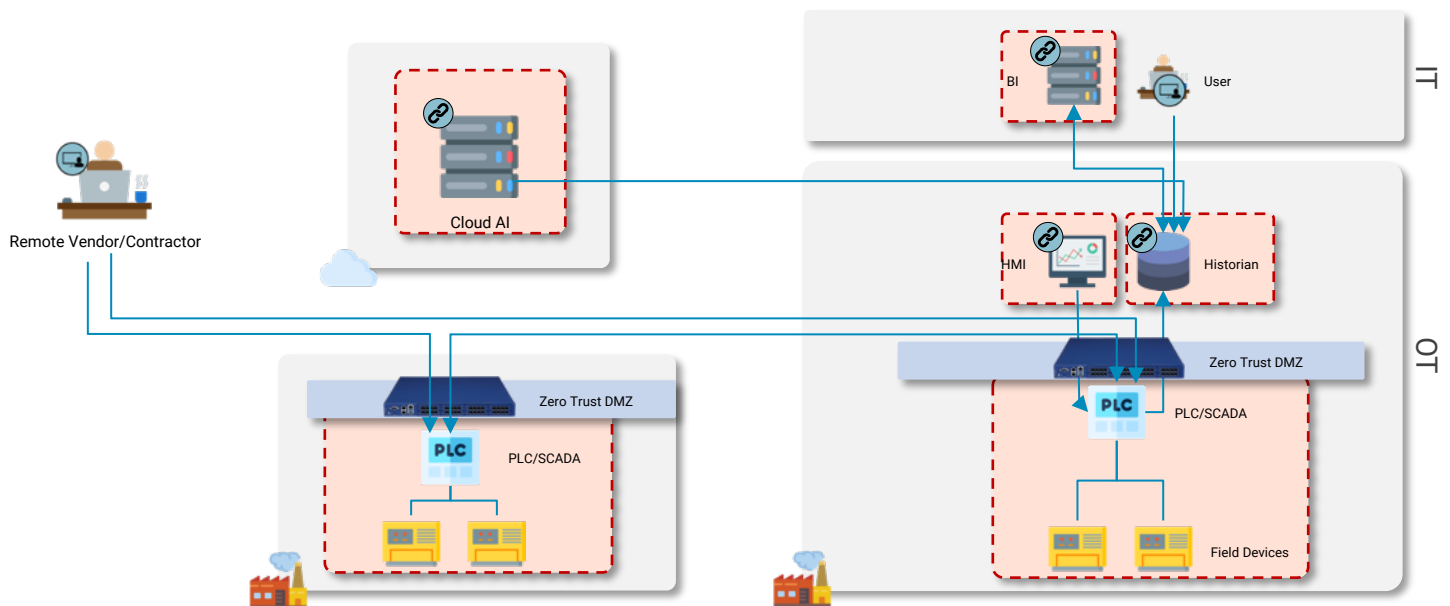 BI
User
IT
Remote Vendor/Contractor
Cloud AI
HMI
Historian
OT
Zero Trust DMZ
PLC
PLC/SCADA
Zero Trust DMZ
PLC
PLC/SCADA
Field Devices